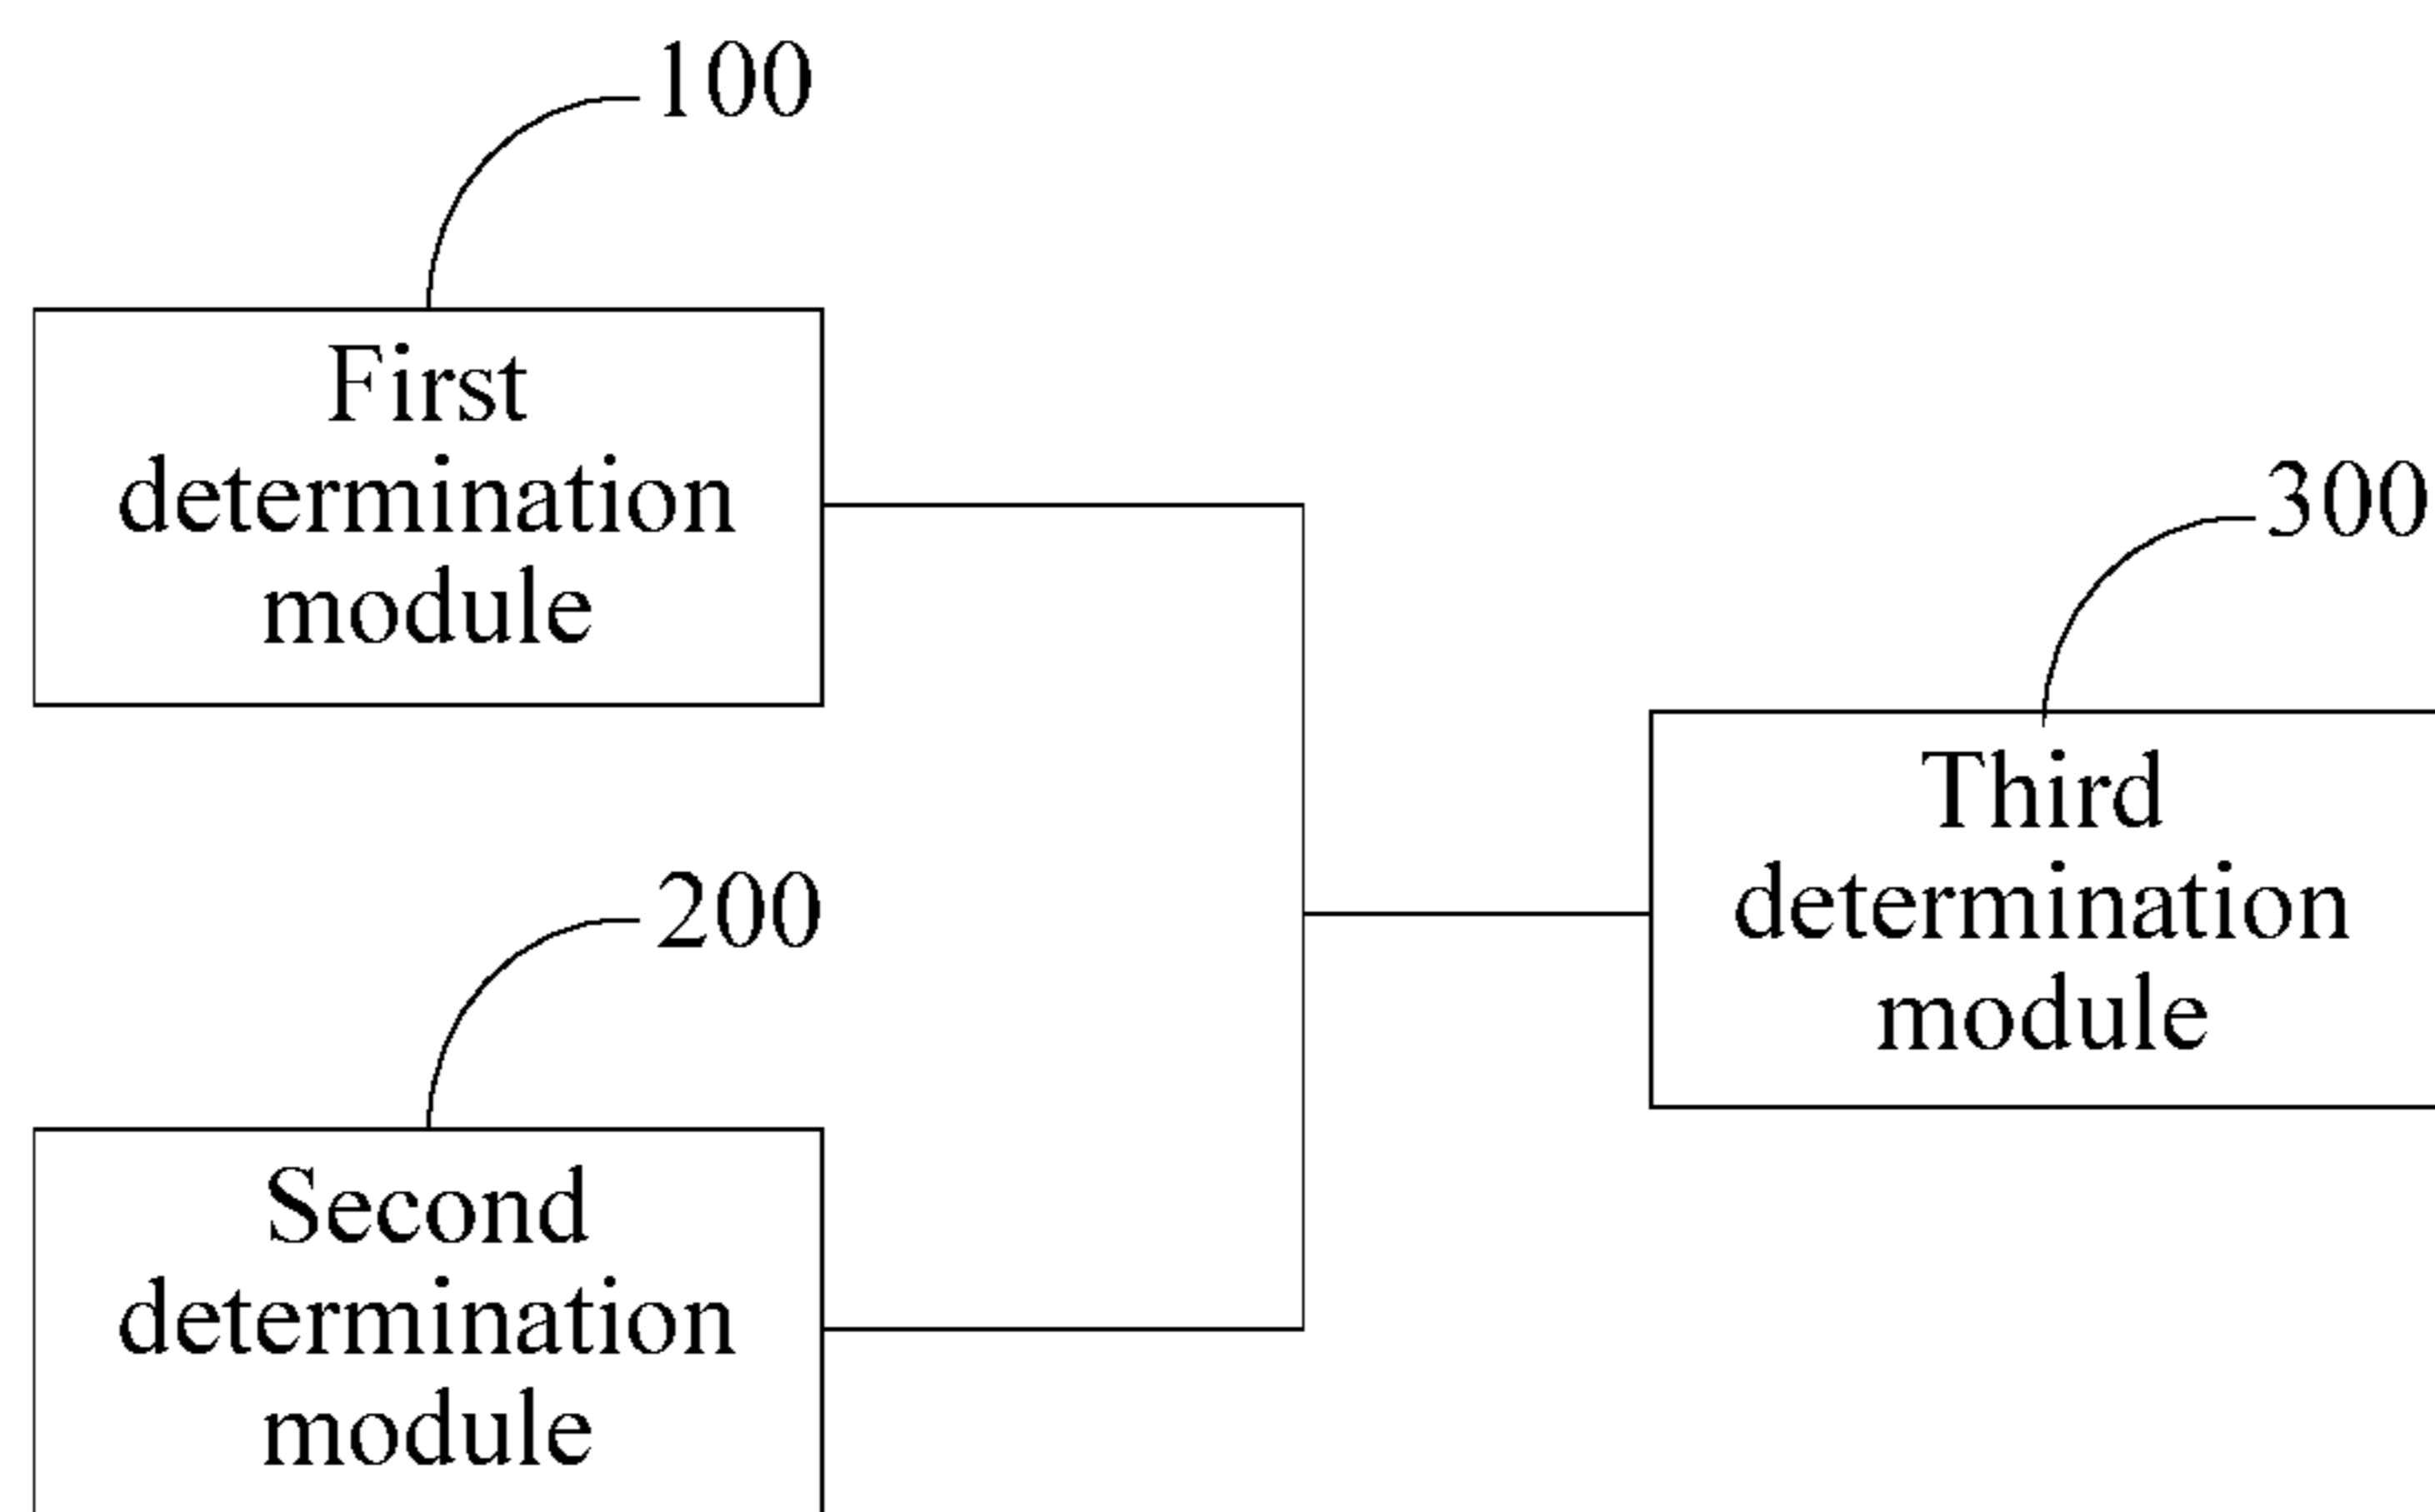 100
First
determination
module
200
Second
determination
module
300
Third
determination
module